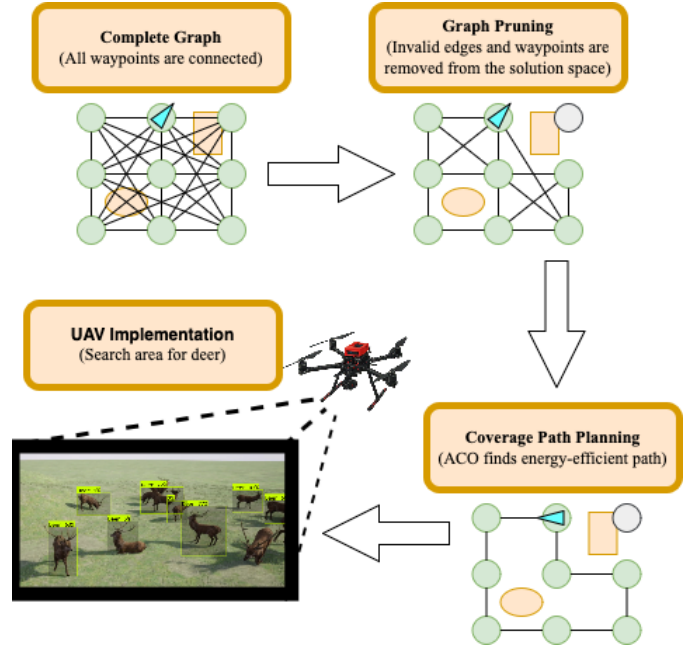 Complete Graph
(All waypoints are connected)
Graph Pruning
(Invalid edges and waypoints are
removed from the solution space)
UAV Implementation
(Search area for deer)
Coverage Path Planning
(ACO finds energy-efficient path)